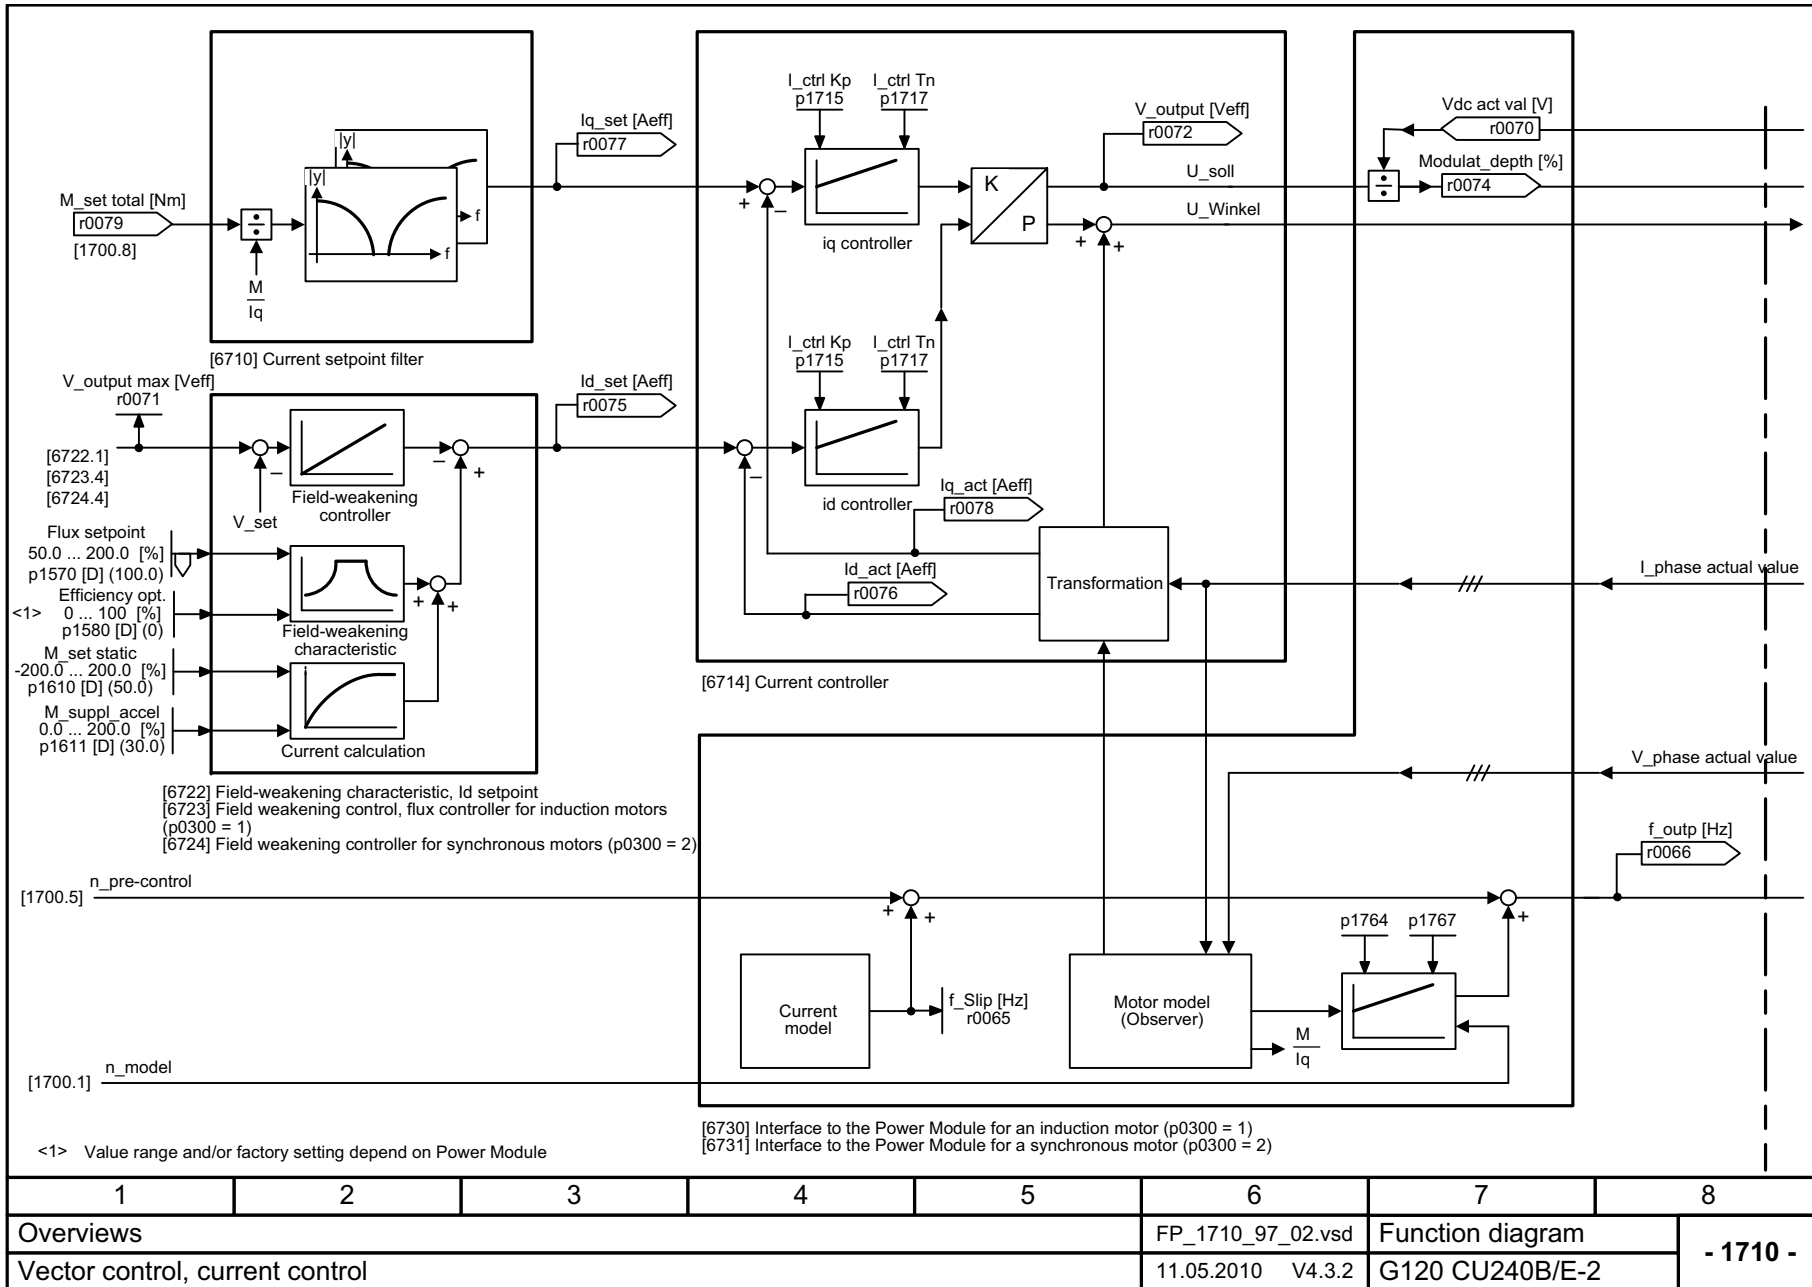 M_set total [Nm]
r0079
[1700.8]
M
Iq
|y|
|y|
f
f
[6710] Current setpoint filter
Iq_set [Aeff]
r0077
I_ctrl Kp
p1715
I_ctrl Tn
p1717
+
–
iq controller
K
P
V_output [Veff]
r0072
U_soll
U_Winkel
+
+
Vdc act val [V]
r0070
Modulat_depth [%]
r0074
V_output max [Veff]
r0071
[6722.1]
[6723.4]
[6724.4]
–
V_set
Field-weakening
controller
–
+
Id_set [Aeff]
r0075
I_ctrl Kp
p1715
I_ctrl Tn
p1717
–
id controller
Iq_act [Aeff]
r0078
Id_act [Aeff]
r0076
Transformation
I_phase actual value
[6714] Current controller
Flux setpoint
50.0 ... 200.0 [%]
p1570 [D] (100.0)
Efficiency opt.
<1> 0 ... 100 [%]
p1580 [D] (0)
Field-weakening
characteristic
+
+
M_set static
-200.0 ... 200.0 [%]
p1610 [D] (50.0)
M_suppl_accel
0.0 ... 200.0 [%]
p1611 [D] (30.0)
Current calculation
[6722] Field-weakening characteristic, Id setpoint
[6723] Field weakening control, flux controller for induction motors
(p0300 = 1)
[6724] Field weakening controller for synchronous motors (p0300 = 2)
V_phase actual value
f_outp [Hz]
r0066
[1700.5]
n_pre-control
+
+
+
p1764
p1767
Current
model
f_Slip [Hz]
r0065
Motor model
(Observer)
M
Iq
[1700.1]
n_model
[6730] Interface to the Power Module for an induction motor (p0300 = 1)
[6731] Interface to the Power Module for a synchronous motor (p0300 = 2)
<1> Value range and/or factory setting depend on Power Module
1 2 3 4 5 6 7 8
Overviews
FP_1710_97_02.vsd
Function diagram
- 1710 -
Vector control, current control
11.05.2010 V4.3.2
G120 CU240B/E-2